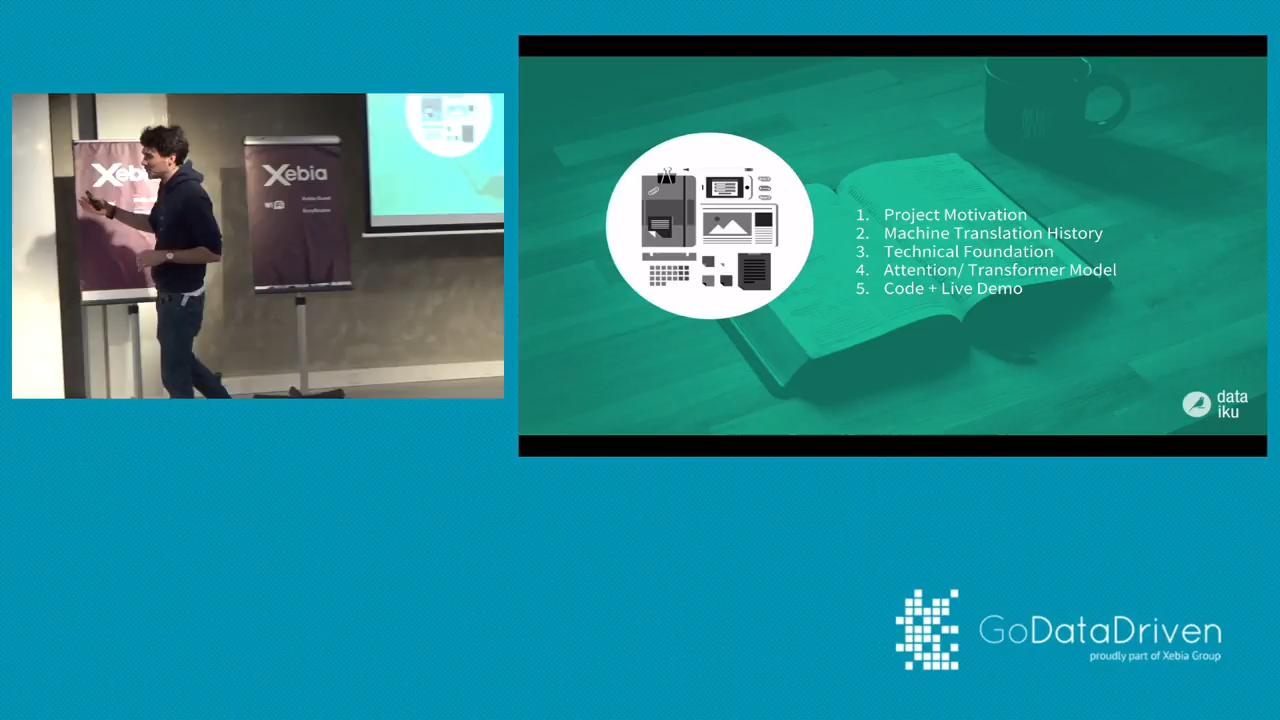 Xebia
1. Project Motivation
2. Machine Translation History
3. Technical Foundation
4. Attention/ Transformer Model
5. Code + Live Demo
data
iku
GoDataDriven
proudly part of Xebia Group